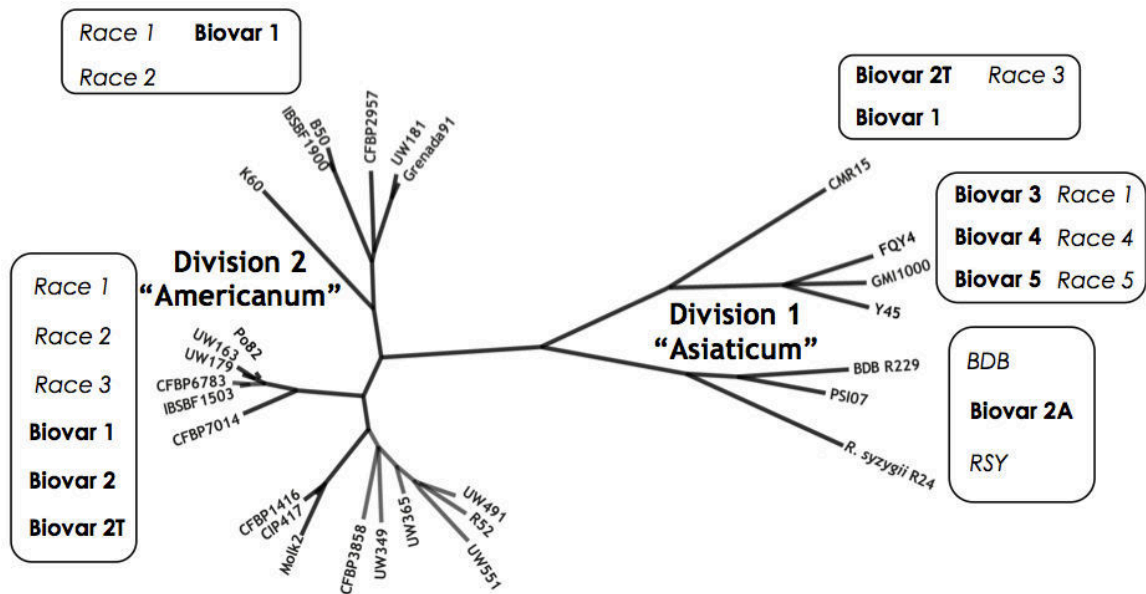 Race 1 Biovar 1
Race 2
Biovar 2T Race 3
Biovar 1
Biovar 3 Race 1
Biovar 4 Race 4
Biovar 5 Race 5
BDB
Biovar 2A
RSY
Race 1
Race 2
Race 3
Biovar 1
Biovar 2
Biovar 2T
Division 2
“Americanum”
Division 1
“Asiaticum”
K60
IBSBF1900
B50
CFBP2957
UW181
Grenada91
CMR15
FQY4
GMI1000
Y45
BDB R229
PSI07
R. syzygii R24
Po82
UW163
UW179
CFBP6783
IBSBF1503
CFBP7014
CFBP1416
CIP417
Molk2
CFBP3858
UW349
UW365
UW491
R52
UW551